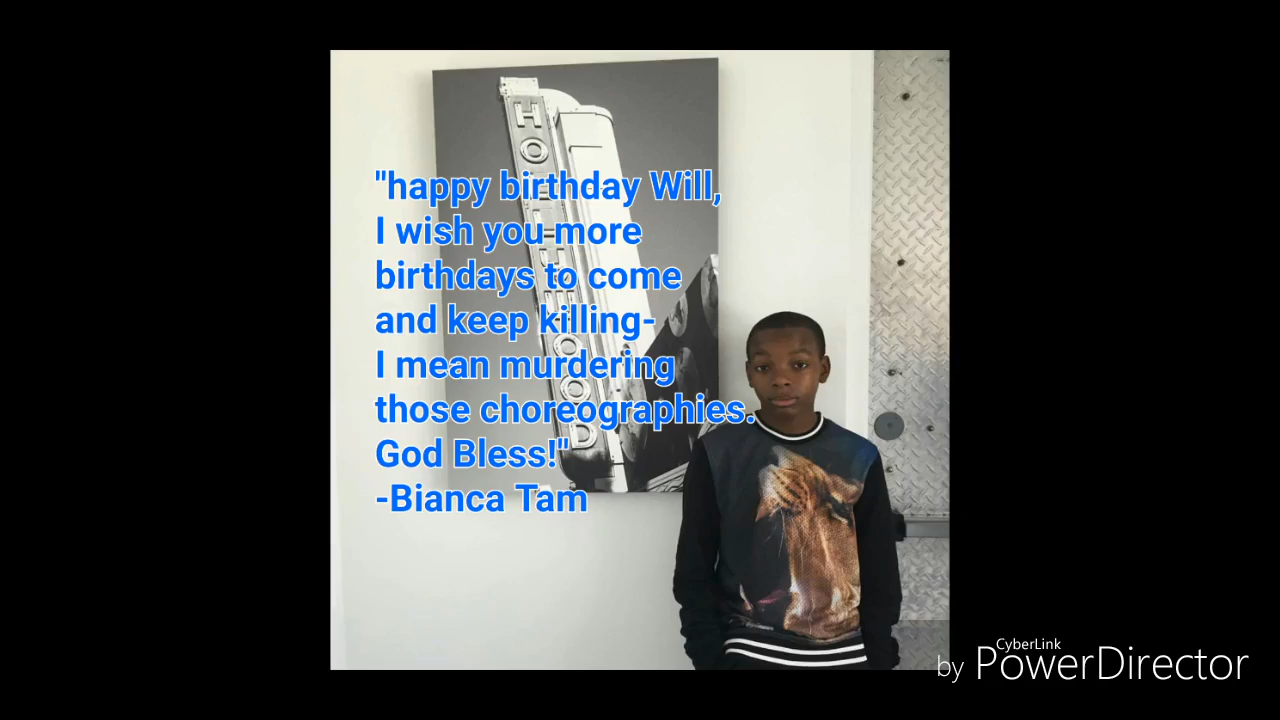 HOLLYWOOD
"happy birthday Will,
I wish you more
birthdays to come
and keep killing-
I mean murdering
those choreographies.
God Bless!"
-Bianca Tam
CyberLink
by PowerDirector